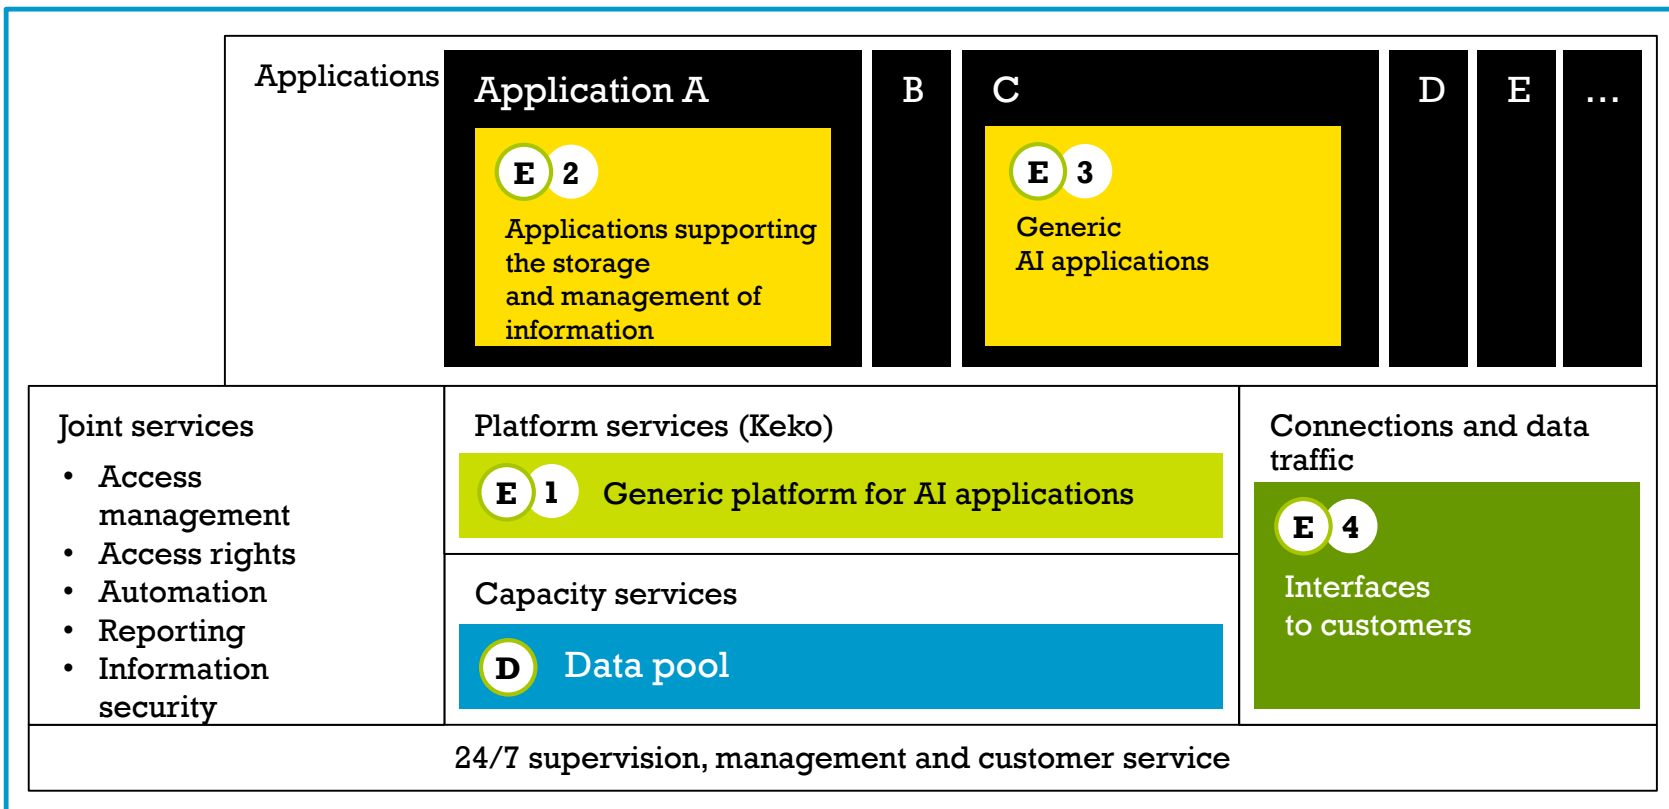 Applications
Application A
B
C
D
E
...
E 2
Applications supporting
the storage
and management of
information
E 3
Generic
AI applications
Joint services
• Access
management
• Access rights
• Automation
• Reporting
• Information
security
Platform services (Keko)
E 1 Generic platform for AI applications
Capacity services
D Data pool
Connections and data
traffic
E 4
Interfaces
to customers
24/7 supervision, management and customer service